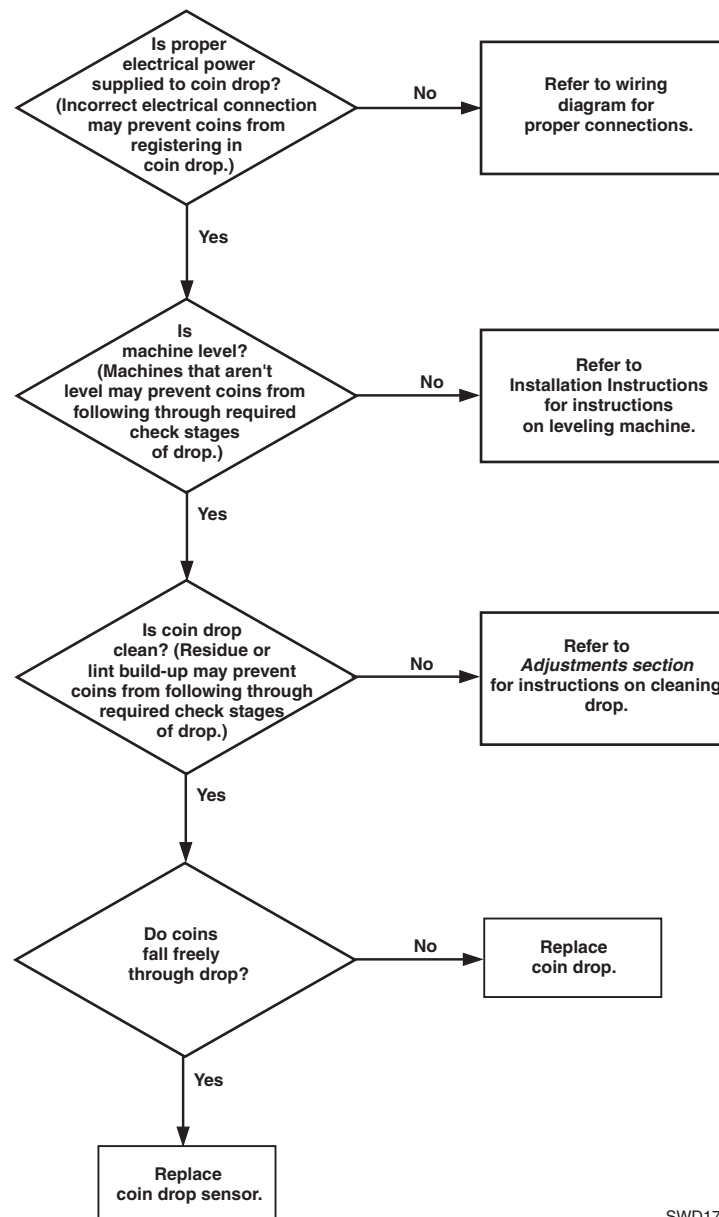 Is proper
electrical power
supplied to coin drop?
(Incorrect electrical connection
may prevent coins from
registering in
coin drop.)
No
Refer to wiring
diagram for
proper connections.
Yes
Is
machine level?
(Machines that aren't
level may prevent coins from
following through required
check stages
of drop.)
No
Refer to
Installation Instructions
for instructions
on leveling machine.
Yes
Is coin drop
clean? (Residue or
lint build-up may prevent
coins from following through
required check stages
of drop.)
No
Refer to
Adjustments section
for instructions on cleaning
drop.
Yes
Do coins
fall freely
through drop?
No
Replace
coin drop.
Yes
Replace
coin drop sensor.
SWD17